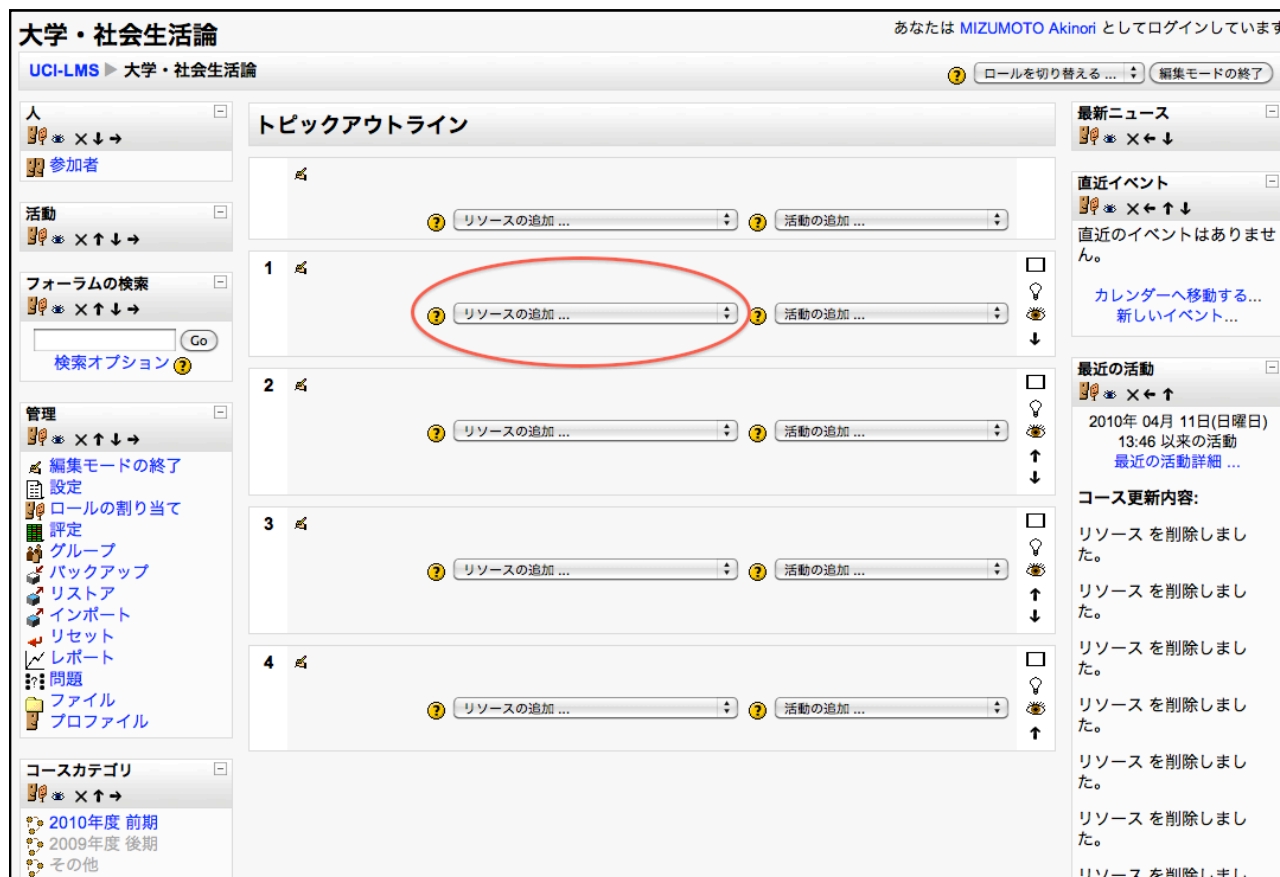 大学・社会生活論
あなたは MIZUMOTO Akinori としてログインしています
UCI-LMS ▶ 大学・社会生活論
ロールを切り替える ...
編集モードの終了
人
参加者
活動
フォーラムの検索
Go
検索オプション
管理
編集モードの終了
設定
ロールの割り当て
評定
グループ
バックアップ
リストア
インポート
リセット
レポート
問題
ファイル
プロファイル
コースカテゴリ
2010年度 前期
2009年度 後期
その他
トピックアウトライン
リソースの追加 ... 活動の追加 ...
1
リソースの追加 ... 活動の追加 ...
2
リソースの追加 ... 活動の追加 ...
3
リソースの追加 ... 活動の追加 ...
4
リソースの追加 ... 活動の追加 ...
最新ニュース
直近イベント
直近のイベントはありませ
ん。
カレンダーへ移動する...
新しいイベント...
最近の活動
2010年 04月 11日(日曜日)
13:46 以来の活動
最近の活動詳細 ...
コース更新内容:
リソース を削除しまし
た。
リソース を削除しまし
た。
リソース を削除しまし
た。
リソース を削除しまし
た。
リソース を削除しまし
た。
リソース を削除しまし
た。
リソース を削除しまし